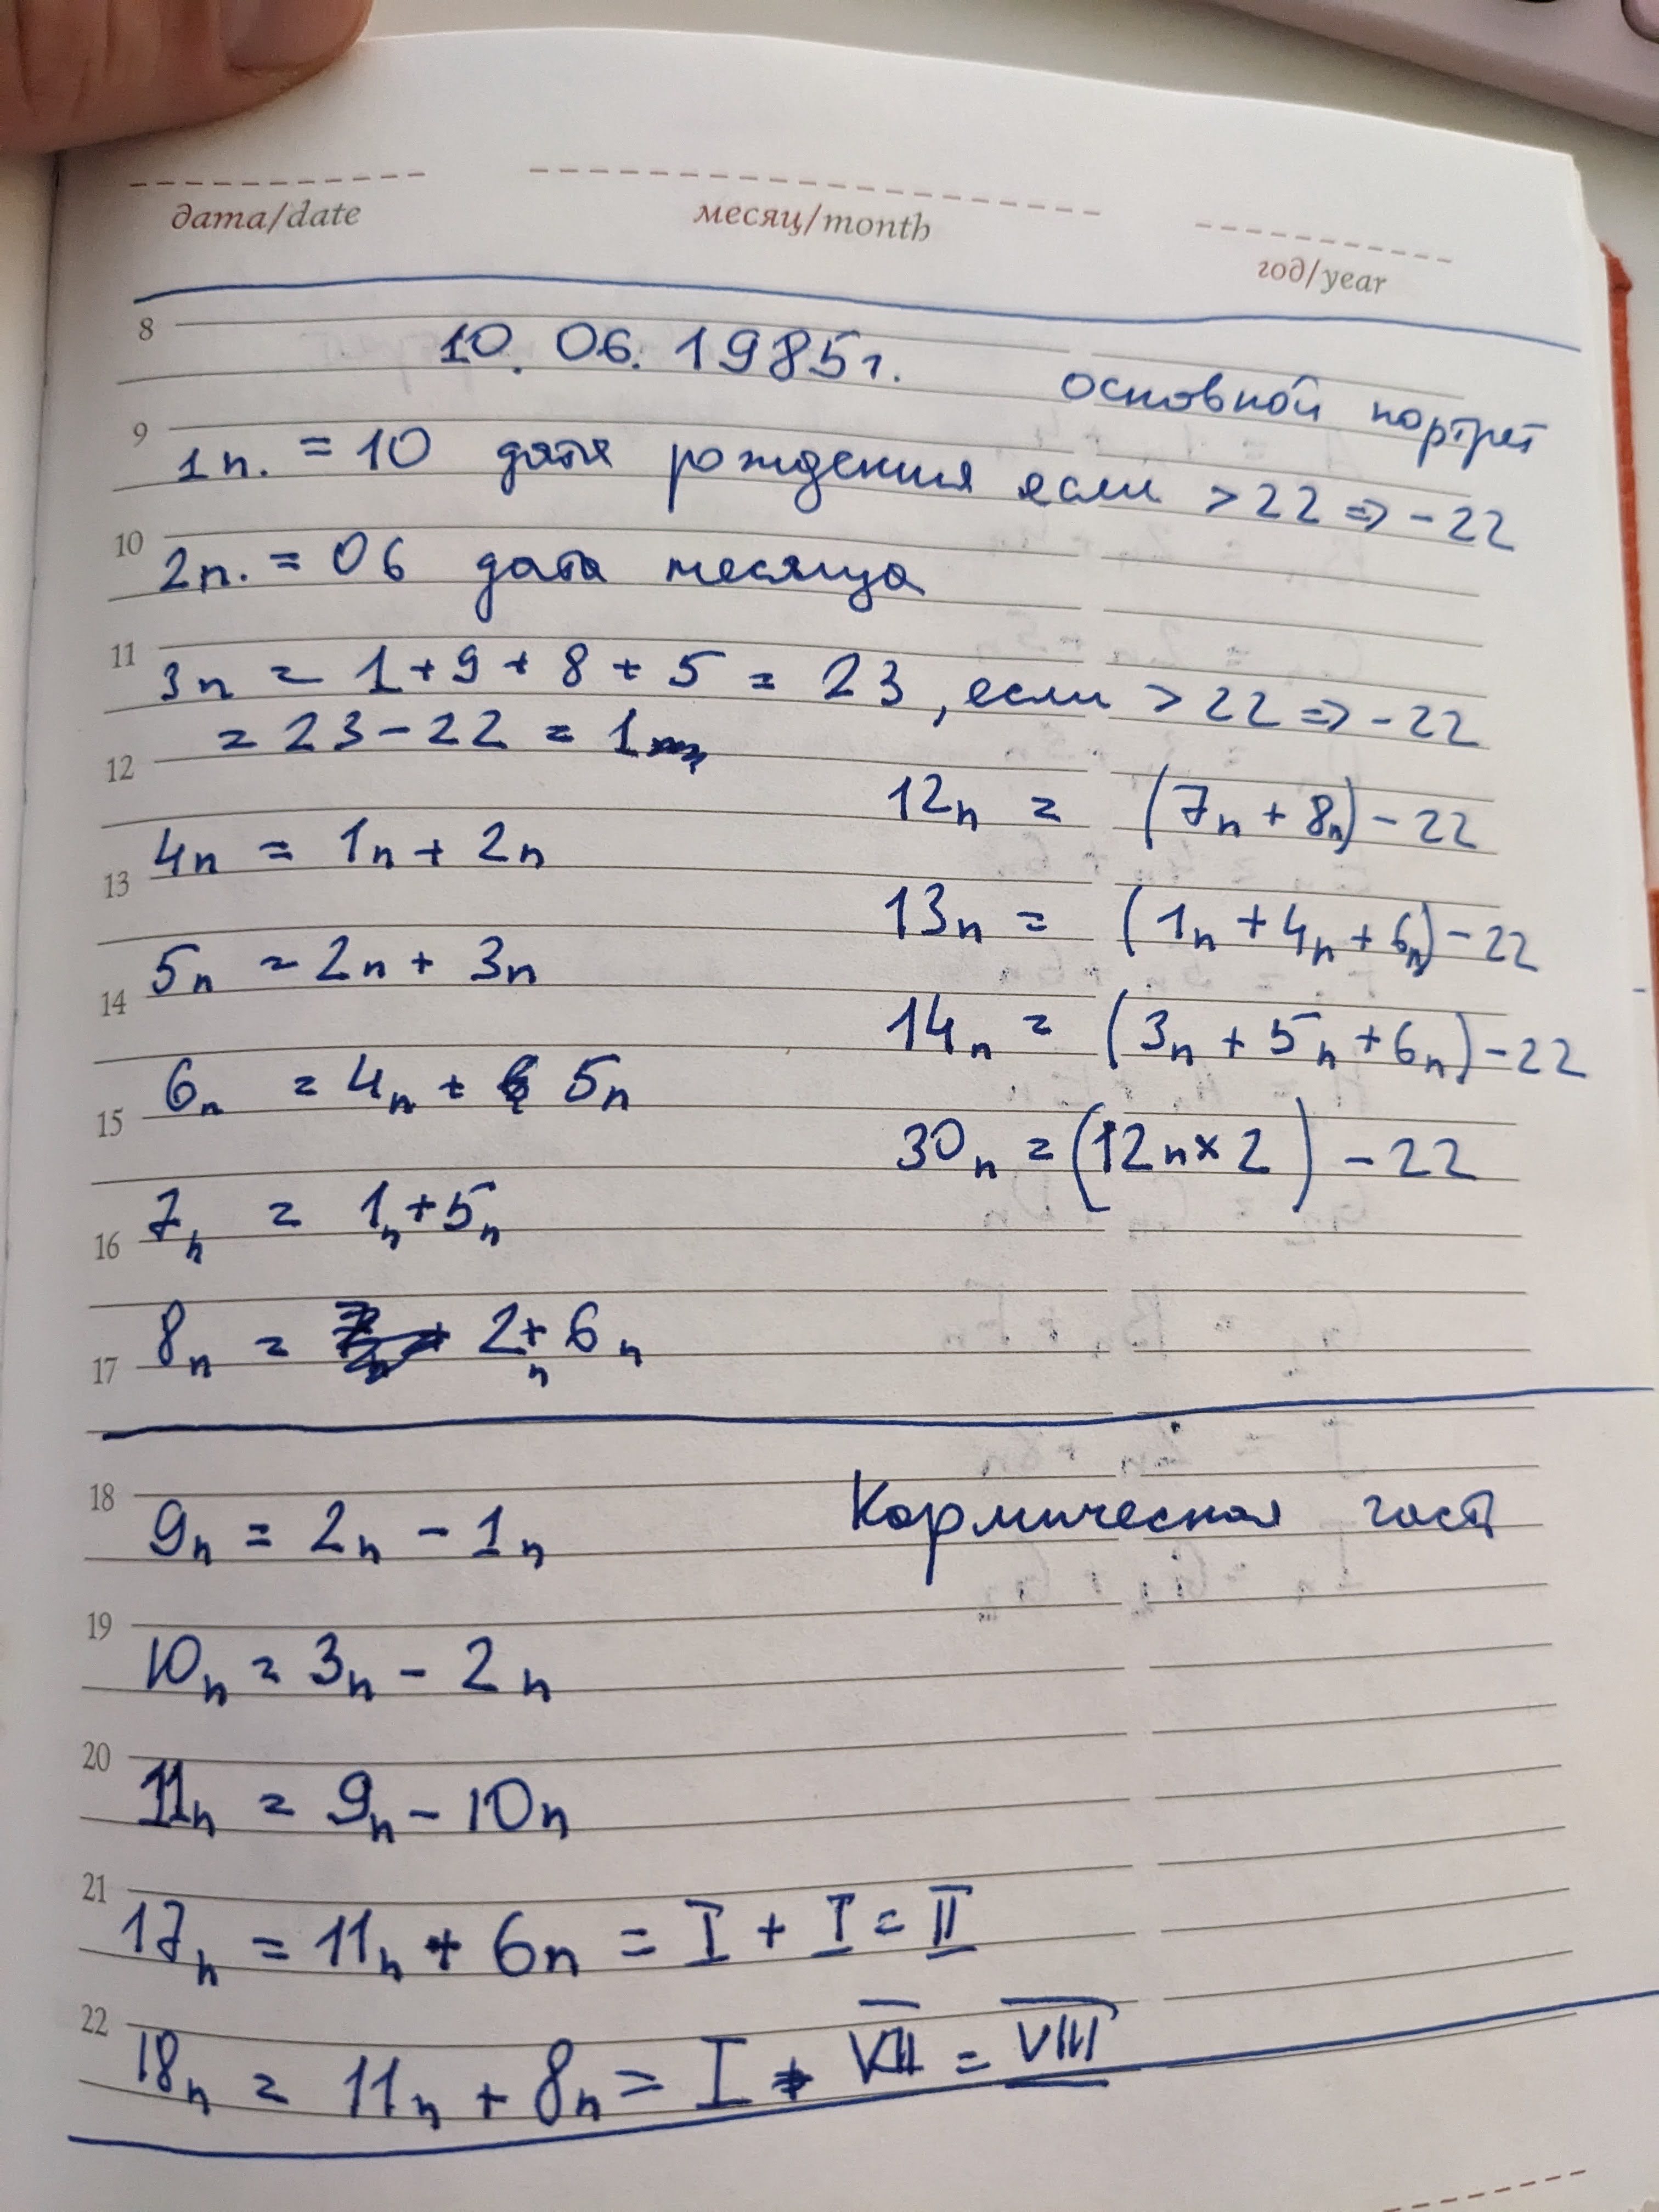 дата/date месяц/month год/year
8
10. 06. 1985г. основной портрет
9
1п. = 10 дата рождения если > 22 => - 22
10
2п. = 06 дата месяца
11
3п = 1 + 9 + 8 + 5 = 23, если > 22 => - 22
= 23 - 22 = 1
12
12п = (7п + 8п) - 22
4п = 1п + 2п
13
13п = (1п + 4п + 6п) - 22
5п = 2п + 3п
14
14п = (3п + 5п + 6п) - 22
6п = 4п + 5п
15
30п = (12п x 2) - 22
7п = 1п + 5п
16
8п = 2п + 6п
17
18
9п = 2п - 1п Кармическая часть
19
10п = 3п - 2п
20
11п = 9п - 10п
21
17п = 11п + 6п = I + I = II
22
18п = 11п + 8п = I + VII = VIII